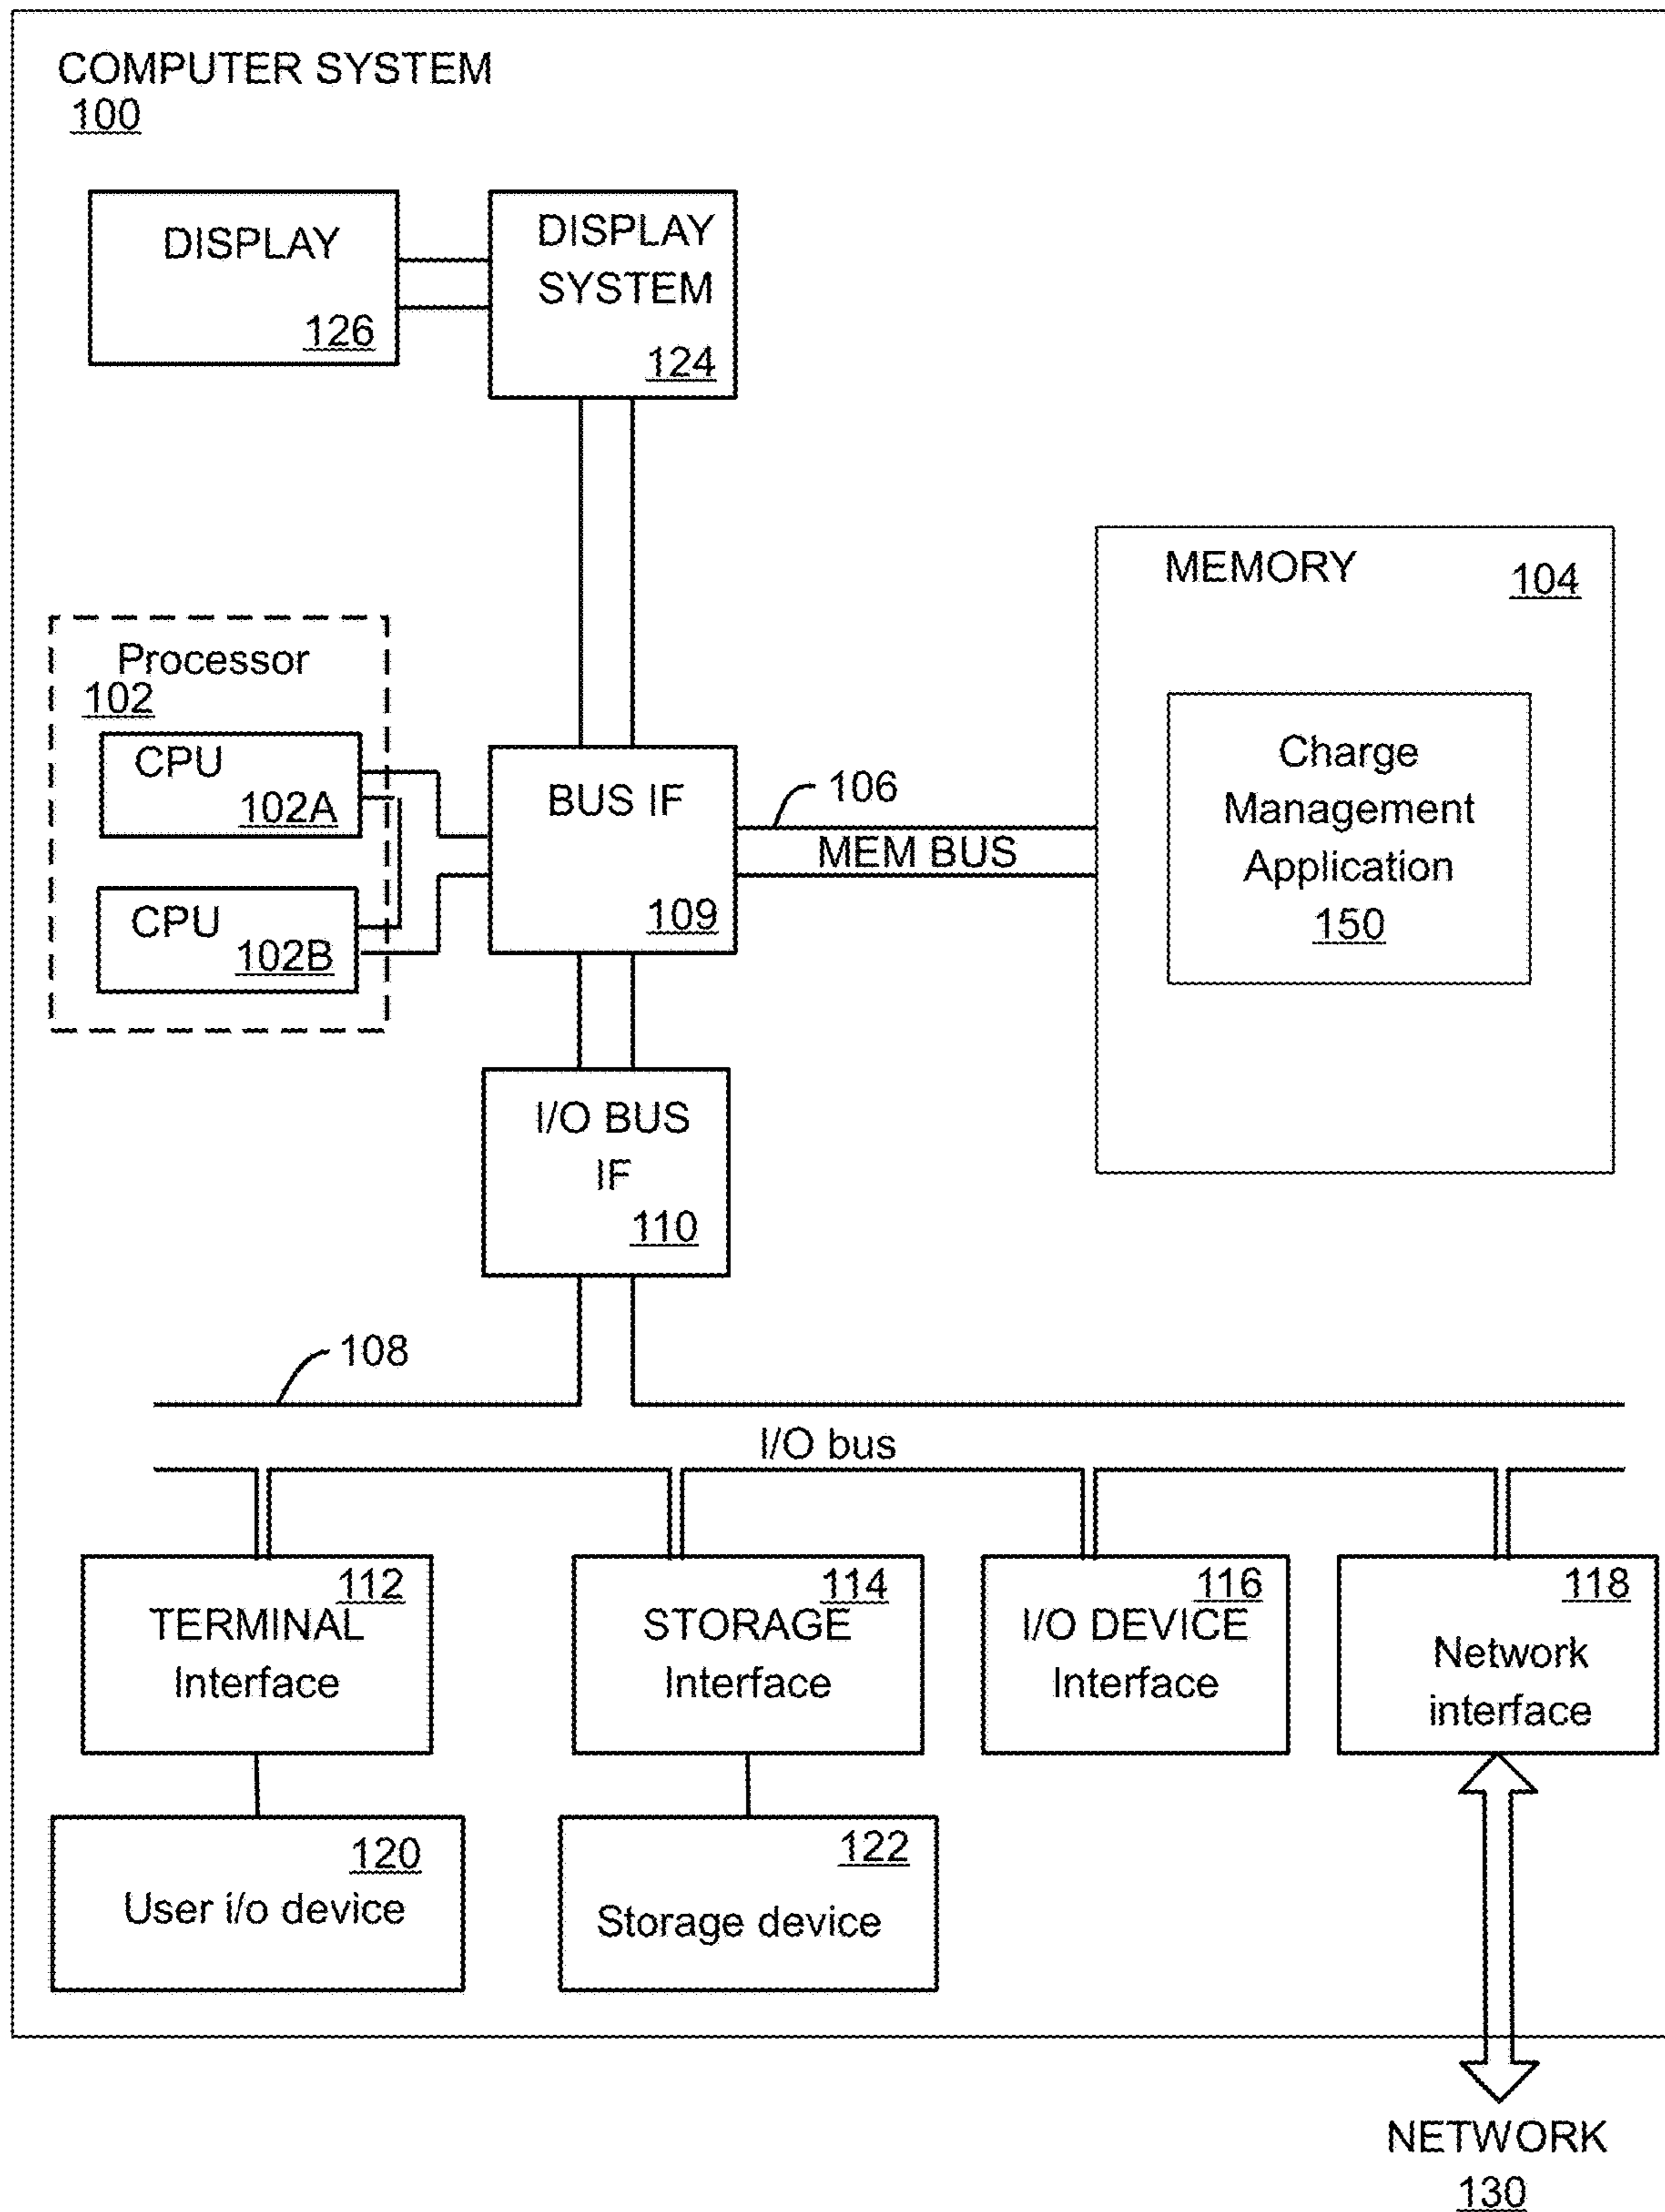 COMPUTER SYSTEM
100
DISPLAY
126
DISPLAY
SYSTEM
124
Processor
102
CPU
102A
CPU
102B
BUS IF
109
106
MEM BUS
MEMORY
104
Charge
Management
Application
150
I/O BUS
IF
110
108
I/O bus
112
TERMINAL
Interface
114
STORAGE
Interface
116
I/O DEVICE
Interface
118
Network
interface
120
User i/o device
122
Storage device
NETWORK
130